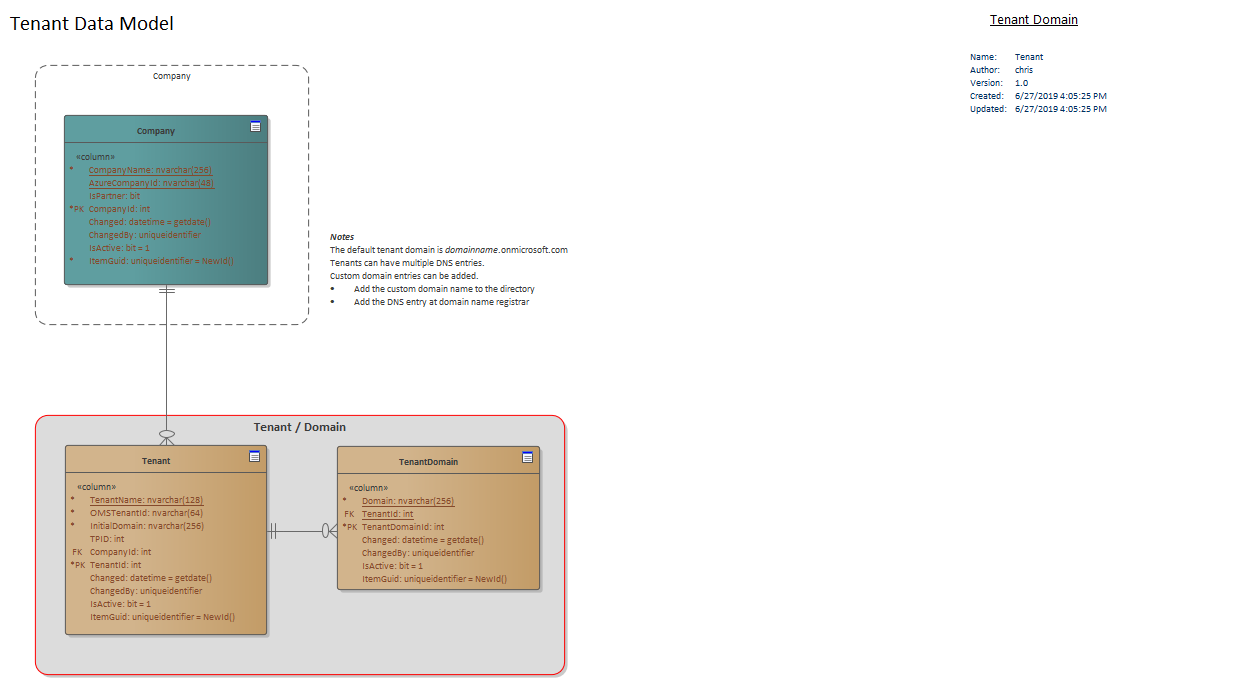 Tenant Data Model
Tenant Domain
Name: Tenant
Author: chris
Version: 1.0
Created: 6/27/2019 4:05:25 PM
Updated: 6/27/2019 4:05:25 PM
Company
Company
«column»
* CompanyName: nvarchar(256)
AzureCompanyId: nvarchar(48)
IsPartner: bit
*PK CompanyId: int
Changed: datetime = getdate()
ChangedBy: uniqueidentifier
IsActive: bit = 1
* ItemGuid: uniqueidentifier = NewId()
Notes
The default tenant domain is domainname.onmicrosoft.com
Tenants can have multiple DNS entries.
Custom domain entries can be added.
• Add the custom domain name to the directory
• Add the DNS entry at domain name registrar
Tenant / Domain
Tenant
«column»
* TenantName: nvarchar(128)
* OMSTenantId: nvarchar(64)
* InitialDomain: nvarchar(256)
TPID: int
FK CompanyId: int
*PK TenantId: int
Changed: datetime = getdate()
ChangedBy: uniqueidentifier
IsActive: bit = 1
ItemGuid: uniqueidentifier = NewId()
TenantDomain
«column»
* Domain: nvarchar(256)
FK TenantId: int
*PK TenantDomainId: int
Changed: datetime = getdate()
ChangedBy: uniqueidentifier
IsActive: bit = 1
ItemGuid: uniqueidentifier = NewId()